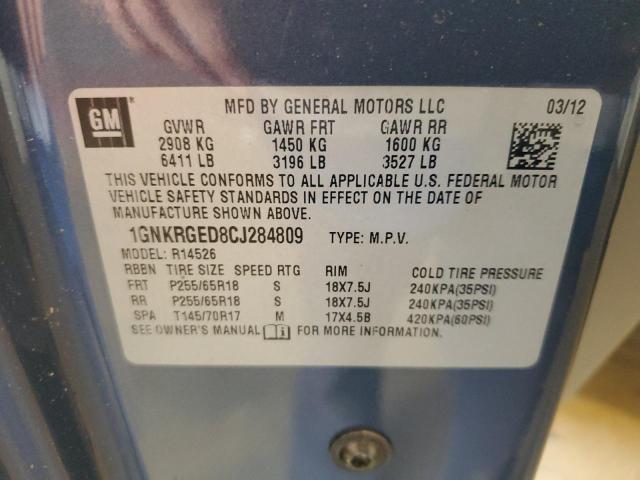 GM
MFD BY GENERAL MOTORS LLC 03/12
GVWR GAWR FRT GAWR RR
2908 KG 1450 KG 1600 KG
6411 LB 3196 LB 3527 LB
THIS VEHICLE CONFORMS TO ALL APPLICABLE U.S. FEDERAL MOTOR
VEHICLE SAFETY STANDARDS IN EFFECT ON THE DATE OF
MANUFACTURE SHOWN ABOVE.
1GNKRGED8CJ284809 TYPE: M.P.V.
MODEL: R14526
RBBN TIRE SIZE SPEED RTG RIM COLD TIRE PRESSURE
FRT P255/65R18 S 18X7.5J 240KPA(35PSI)
RR P255/65R18 S 18X7.5J 240KPA(35PSI)
SPA T145/70R17 M 17X4.5B 420KPA(60PSI)
SEE OWNER'S MANUAL FOR MORE INFORMATION.